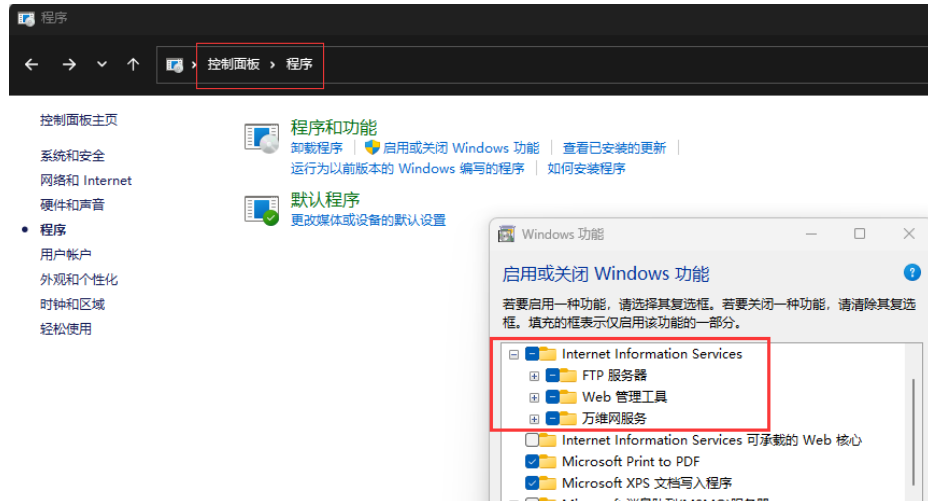 程序
控制面板 › 程序
控制面板主页
系统和安全
网络和 Internet
硬件和声音
程序
用户帐户
外观和个性化
时钟和区域
轻松使用
程序和功能
卸载程序 启用或关闭 Windows 功能 查看已安装的更新
运行为以前版本的 Windows 编写的程序 如何安装程序
默认程序
更改媒体或设备的默认设置
Windows 功能
启用或关闭 Windows 功能
若要启用一种功能，请选择其复选框。若要关闭一种功能，请清除其复选
框。填充的框表示仅启用该功能的一部分。
Internet Information Services
FTP 服务器
Web 管理工具
万维网服务
Internet Information Services 可承载的 Web 核心
Microsoft Print to PDF
Microsoft XPS 文档写入程序